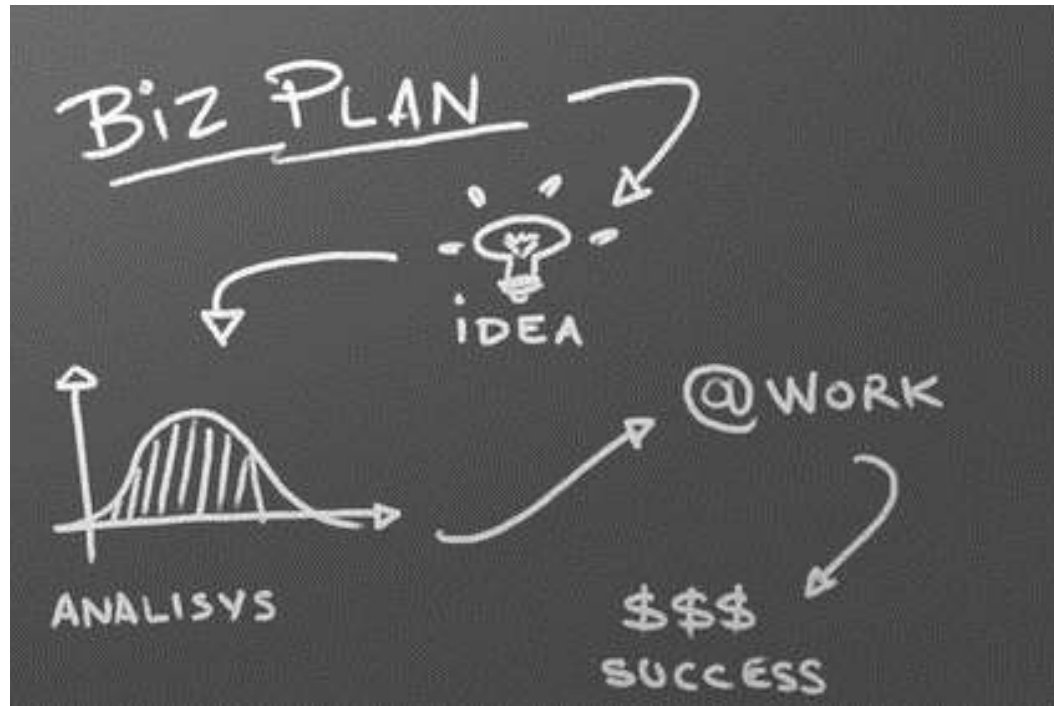 BiZ PLAN
iDEA
@ WORK
ANALISYS
$$$
SUCCESS